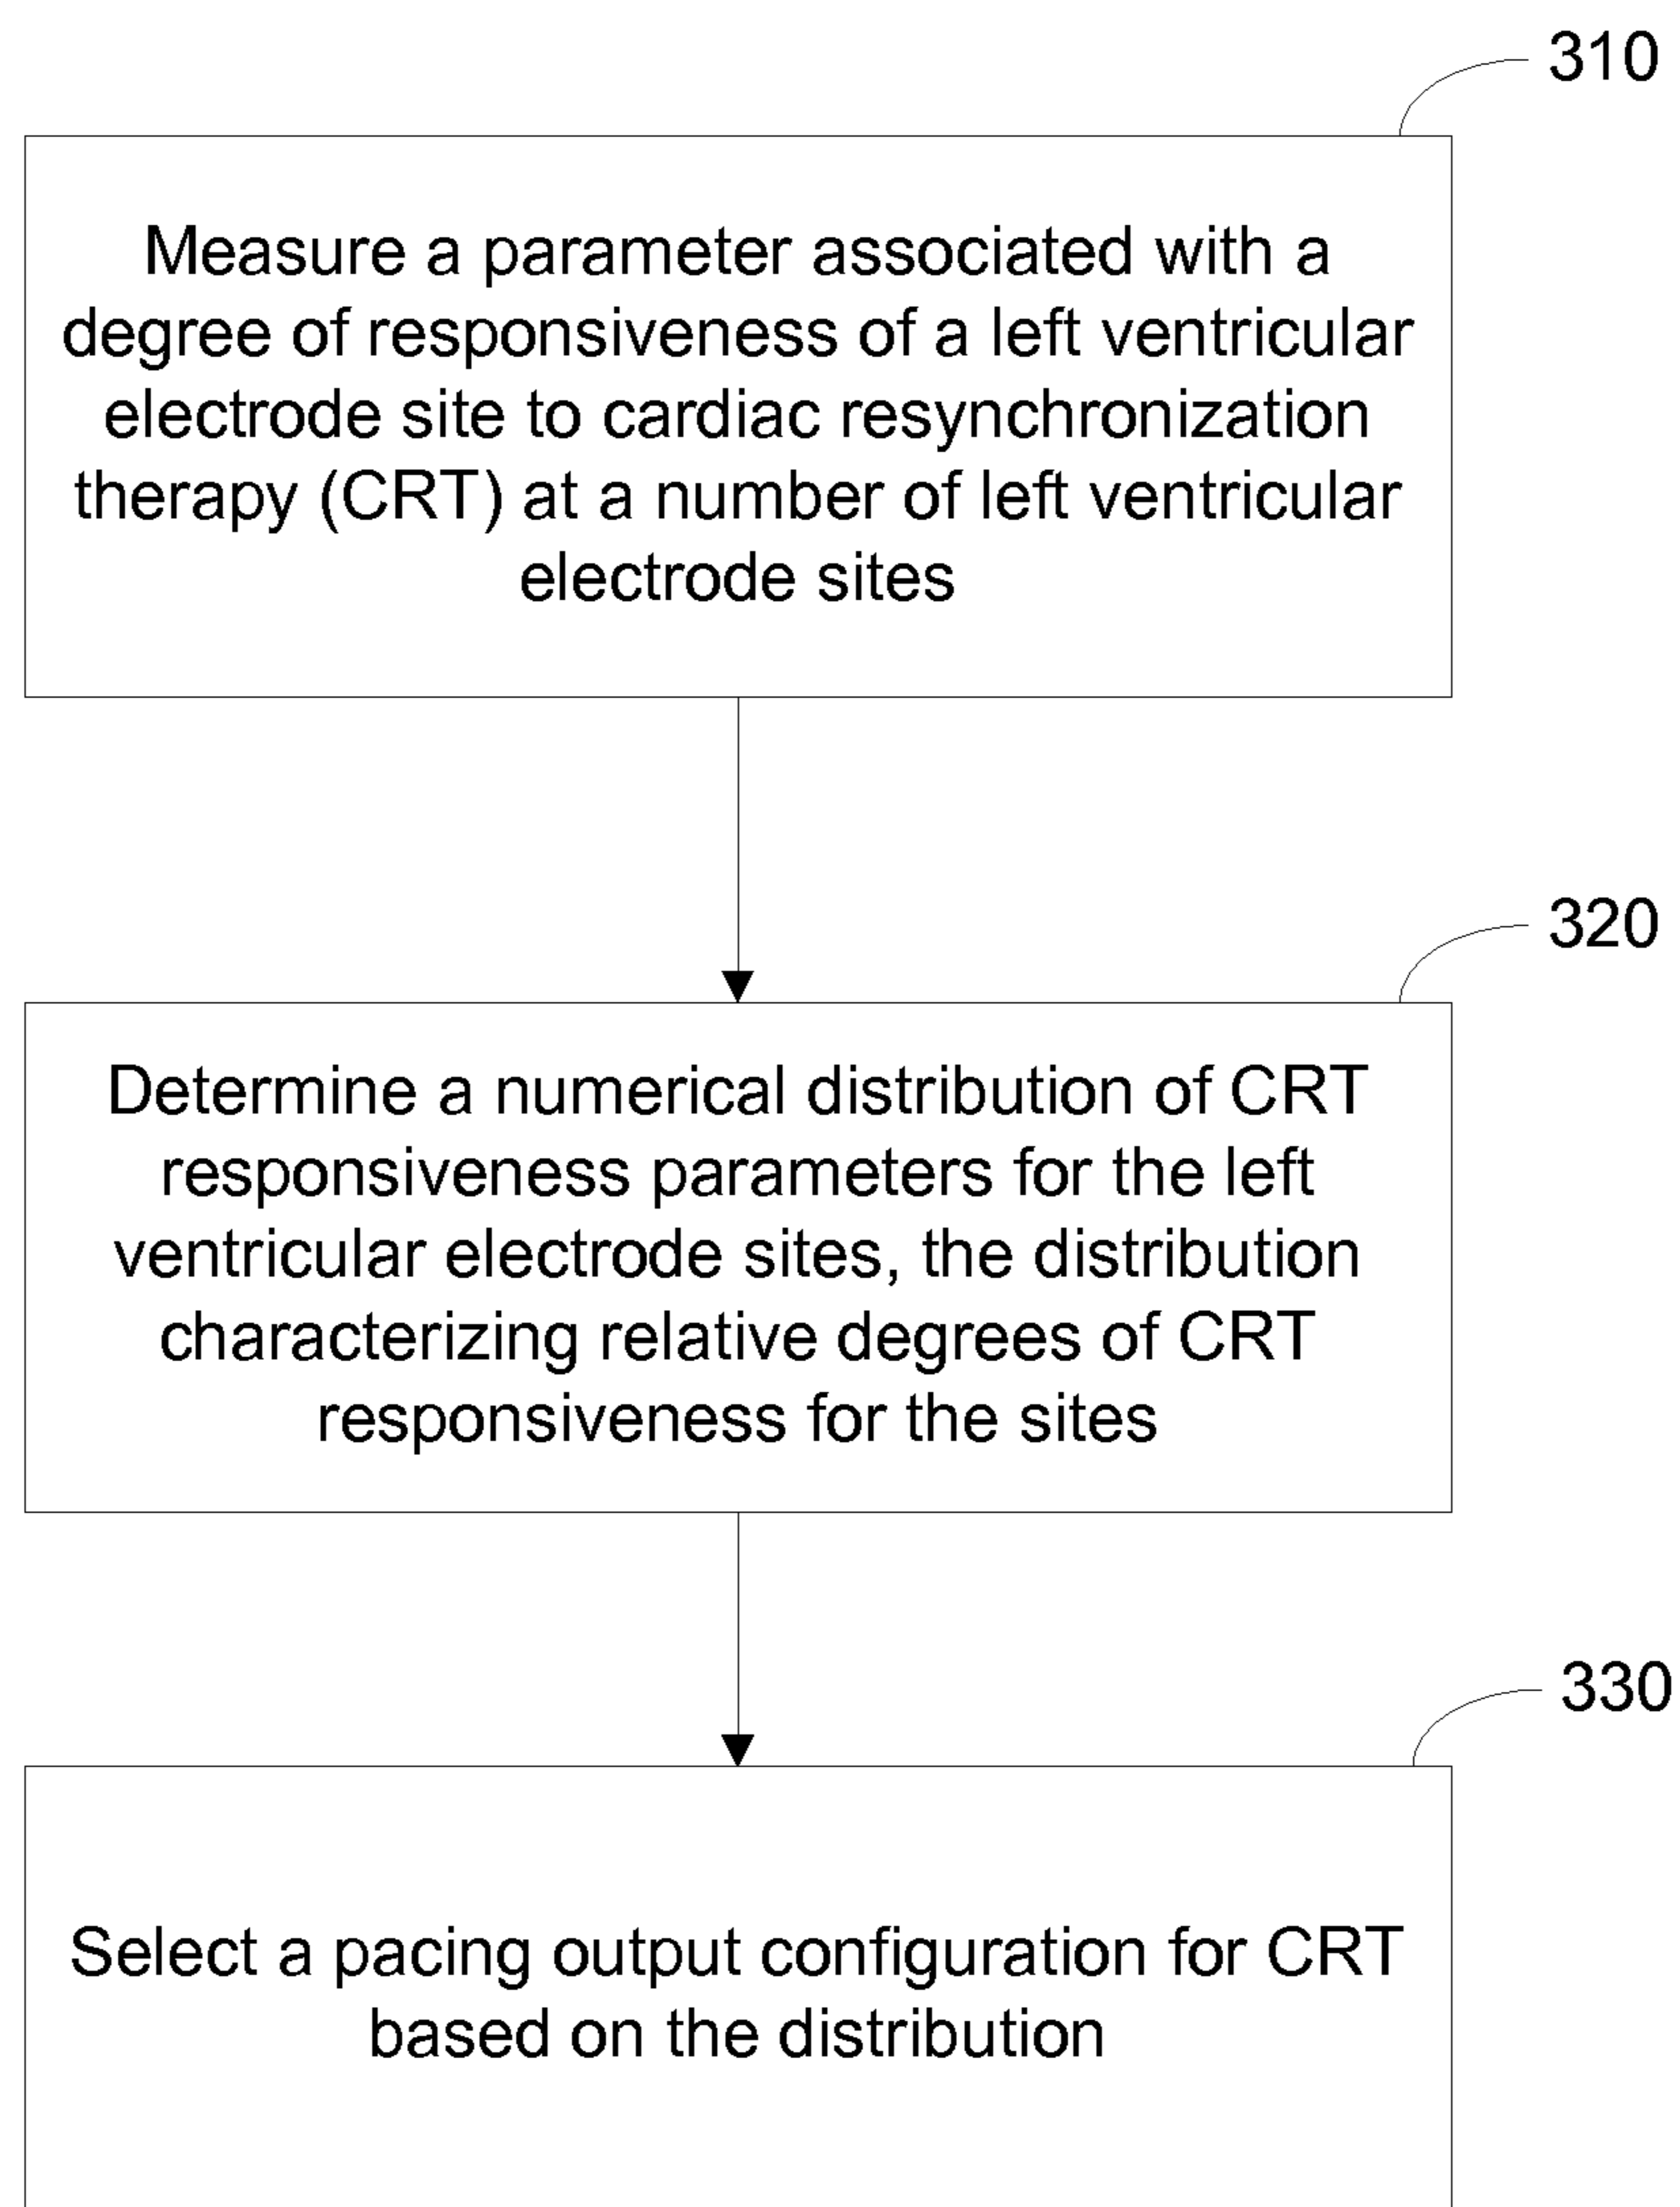 310
Measure a parameter associated with a
degree of responsiveness of a left ventricular
electrode site to cardiac resynchronization
therapy (CRT) at a number of left ventricular
electrode sites
320
Determine a numerical distribution of CRT
responsiveness parameters for the left
ventricular electrode sites, the distribution
characterizing relative degrees of CRT
responsiveness for the sites
330
Select a pacing output configuration for CRT
based on the distribution